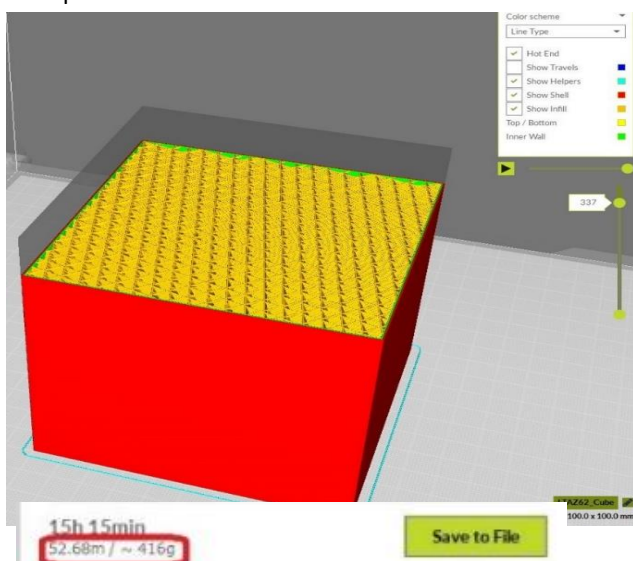 Color scheme
Line Type
Hot End
Show Travels
Show Helpers
Show Shell
Show Infill
Top / Bottom
Inner Wall
337
TAZ62_Cube
100.0 x 100.0 mm
15h 15min
52.68m / ~ 416g
Save to File